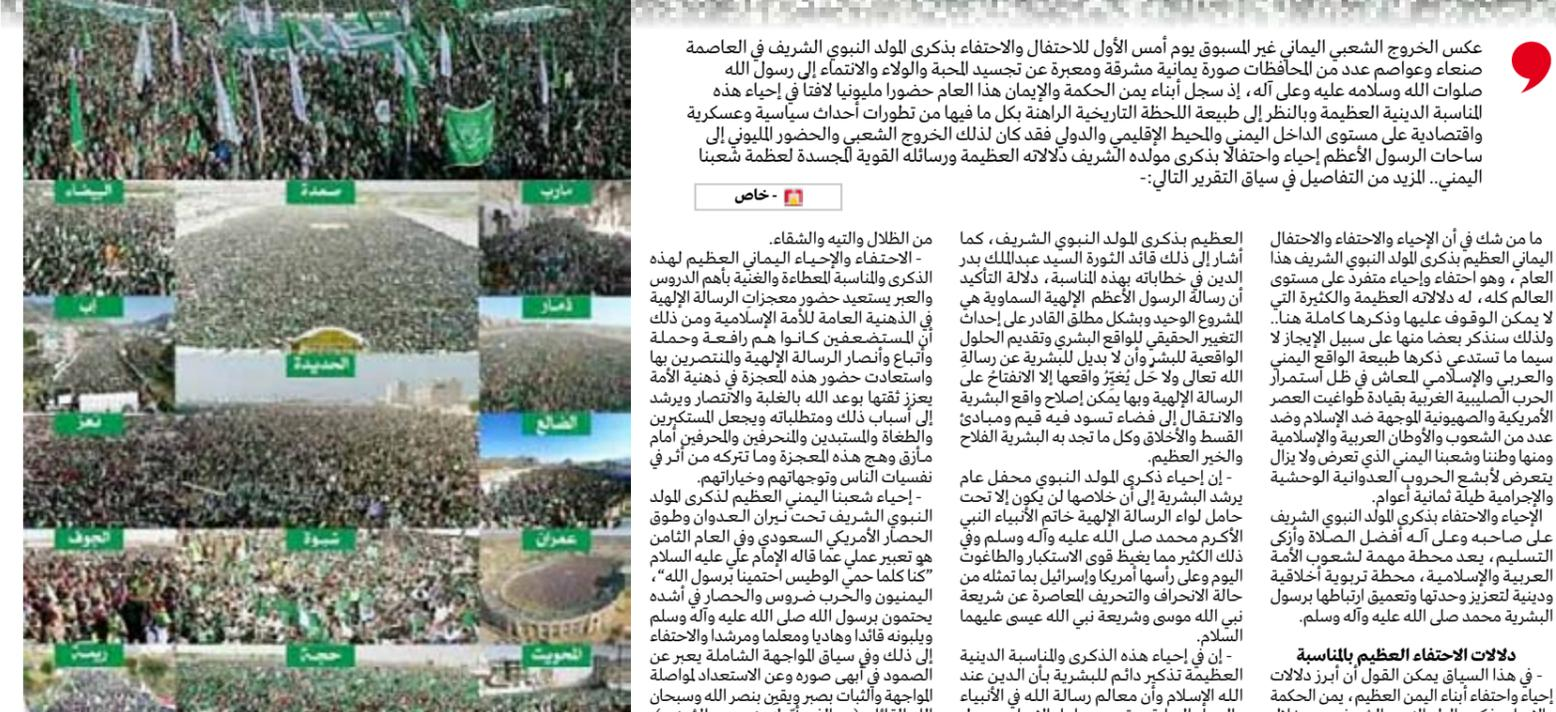 عكس الخروج الشعبي اليماني غير المسبوق يوم أمس الأول للاحتفال والاحتفاء بذكرى المولد النبوي الشريف في العاصمة
صنعاء وعواصم عدد من المحافظات صورة يمانية مشرقة ومعبرة عن تجسيد المحبة والولاء والانتماء إلى رسول الله
صلوات الله وسلامه عليه وعلى آله، إذ سجل أبناء يمن الحكمة والإيمان هذا العام حضورا مليونيا لافتاً في إحياء هذه
المناسبة الدينية العظيمة وبالنظر إلى طبيعة اللحظة التاريخية الراهنة بكل ما فيها من تطورات أحداث سياسية وعسكرية
واقتصادية على مستوى الداخل اليمني والمحيط الإقليمي والدولي فقد كان لذلك الخروج الشعبي والحضور المليوني إلى
ساحات الرسول الأعظم إحياء واحتفالا بذكرى مولده الشريف دلالاته العظيمة ورسائله القوية المجسدة لعظمة شعبنا
اليمني.. المزيد من التفاصيل في سياق التقرير التالي:-
- خاص
ما من شك في أن الإحياء والاحتفاء والاحتفال
اليماني العظيم بذكرى المولد النبوي الشريف هذا
العام ، وهو احتفاء وإحياء متفرد على مستوى
العالم كله، له دلالاته العظيمة والكثيرة التي
لا يمكن الوقوف عليها وذكرها كاملة هنا..
ولذلك سنذكر بعضا منها على سبيل الإيجاز لا
سيما ما تستدعي ذكرها طبيعة الواقع اليمني
والعربي والإسلامي المعاش في ظل استمرار
الحرب الصليبية الغربية بقيادة طواغيت العصر
الأمريكية والصهيونية الموجهة ضد الإسلام وضد
عدد من الشعوب والأوطان العربية والإسلامية
ومنها وطننا وشعبنا اليمني الذي تعرض ولا يزال
يتعرض لأبشع الحروب العدوانية الوحشية
والإجرامية طيلة ثمانية أعوام.
الإحياء والاحتفاء بذكرى المولد النبوي الشريف
على صاحبه وعلى آله أفضل الصلاة وأزكى
التسليم، يعد محطة مهمة لشعوب الأمة
العربية والإسلامية، محطة تربوية أخلاقية
ودينية لتعزيز وحدتها وتعميق ارتباطها برسول
البشرية محمد صلى الله عليه وآله وسلم.
دلالات الاحتفاء العظيم بالمناسبة
- في هذا السياق يمكن القول أن أبرز دلالات
إحياء واحتفاء أبناء اليمن العظيم، يمن الحكمة
العظيم بذكرى المولد النبوي الشريف، كما
أشار إلى ذلك قائد الثورة السيد عبدالملك بدر
الدين في خطاباته بهذه المناسبة، دلالة التأكيد
أن رسالة الرسول الأعظم الإلهية السماوية هي
المشروع الوحيد وبشكل مطلق القادر على إحداث
التغيير الحقيقي للواقع البشري وتقديم الحلول
الواقعية للبشر وأن لا بديل للبشرية عن رسالة
الله تعالى ولا حَل يُغيّرُ واقعها إلا الانفتاحُ على
الرسالة الإلهية وبها يمكن إصلاح واقع البشرية
والانتقال إلى فضاء تسود فيه قيم ومبادئ
القسط والأخلاق وكل ما تجد به البشرية الفلاح
والخير العظيم.
- إن إحياء ذكرى المولد النبوي محفل عام
يرشد البشرية إلى أن خلاصها لن يكون إلا تحت
حامل لواء الرسالة الإلهية خاتم الأنبياء النبي
الأكرم محمد صلى الله عليه وآله وسلم وفي
ذلك الكثير مما يغيظ قوى الاستكبار والطاغوت
اليوم وعلى رأسها أمريكا وإسرائيل بما تمثله من
حالة الانحراف والتحريف المعاصرة عن شريعة
نبي الله موسى وشريعة نبي الله عيسى عليهما
السلام.
- إن في إحياء هذه الذكرى والمناسبة الدينية
العظيمة تذكير دائم للبشرية بأن الدين عند
الله الإسلام وأن معالم رسالة الله في الأنبياء
من الظلال والتيه والشقاء.
- الاحتفاء والإحياء اليماني العظيم لهذه
الذكرى والمناسبة المعطاءة والغنية بأهم الدروس
والعبر يستعيد حضور معجزات الرسالة الإلهية
في الذهنية العامة للأمة الإسلامية ومن ذلك
أن المستضعفين كانوا هم رافعة وحملة
وأتباع وأنصار الرسالة الإلهية والمنتصرين بها
واستعادت حضور هذه المعجزة في ذهنية الأمة
يعزز ثقتها بوعد الله بالغلبة والانتصار ويرشد
إلى أسباب ذلك ومتطلباته ويجعل المستكبرين
والطغاة والمستبدين والمنحرفين والمحرفين أمام
مأزق وهج هذه المعجزة وما تتركه من أثر في
نفسيات الناس وتوجهاتهم وخياراتهم.
- إحياء شعبنا اليمني العظيم لذكرى المولد
النبوي الشريف تحت نيران العدوان وطوق
الحصار الأمريكي السعودي وفي العام الثامن
هو تعبير عملي عما قاله الإمام علي عليه السلام
”كنا كلما حمي الوطيس احتمينا برسول الله“،
اليمنيون والحرب ضروس والحصار في أشده
يحتمون برسول الله صلى الله عليه وآله وسلم
ويلبونه قائدا وهاديا ومعلما ومرشدا والاحتفاء
إلى ذلك وفي سياق المواجهة الشاملة يعبر عن
الصمود في أبهى صوره وعن الاستعداد لمواصلة
المواجهة والثبات بصبر ويقين بنصر الله وسبحان
مارب
صعدة
البيضاء
ذمار
إب
الحديدة
الضالع
تعز
عمران
شبوة
الجوف
المحويت
حجة
ريمة